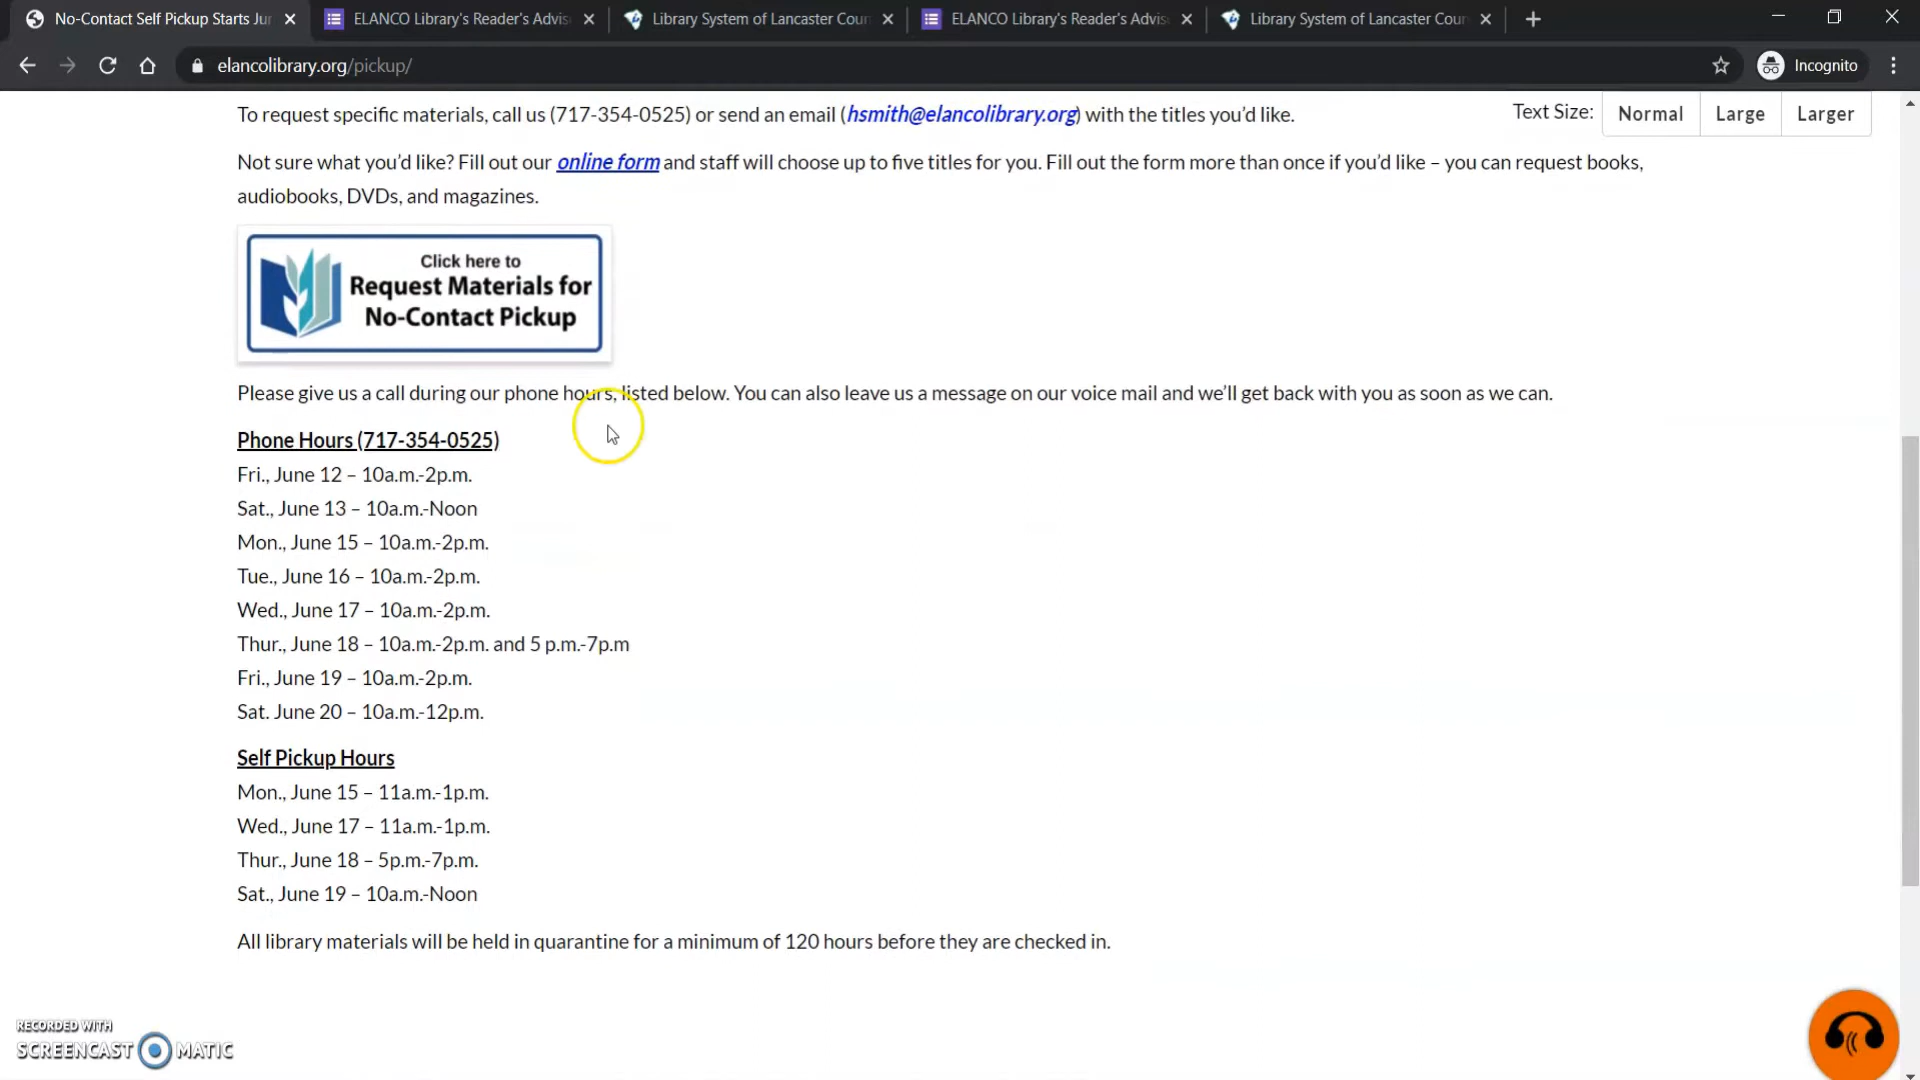 No-Contact Self Pickup Starts Jun
ELANCO Library's Reader's Advis
Library System of Lancaster Coun
ELANCO Library's Reader's Advis
Library System of Lancaster Coun
elancolibrary.org/pickup/
Incognito
To request specific materials, call us (717-354-0525) or send an email (hsmith@elancolibrary.org) with the titles you’d like.
Text Size: Normal Large Larger
Not sure what you’d like? Fill out our online form and staff will choose up to five titles for you. Fill out the form more than once if you’d like – you can request books,
audiobooks, DVDs, and magazines.
Click here to
Request Materials for
No-Contact Pickup
Please give us a call during our phone hours, listed below. You can also leave us a message on our voice mail and we’ll get back with you as soon as we can.
Phone Hours (717-354-0525)
Fri., June 12 – 10a.m.-2p.m.
Sat., June 13 – 10a.m.-Noon
Mon., June 15 – 10a.m.-2p.m.
Tue., June 16 – 10a.m.-2p.m.
Wed., June 17 – 10a.m.-2p.m.
Thur., June 18 – 10a.m.-2p.m. and 5 p.m.-7p.m
Fri., June 19 – 10a.m.-2p.m.
Sat. June 20 – 10a.m.-12p.m.
Self Pickup Hours
Mon., June 15 – 11a.m.-1p.m.
Wed., June 17 – 11a.m.-1p.m.
Thur., June 18 – 5p.m.-7p.m.
Sat., June 19 – 10a.m.-Noon
All library materials will be held in quarantine for a minimum of 120 hours before they are checked in.
RECORDED WITH
SCREENCAST MATIC